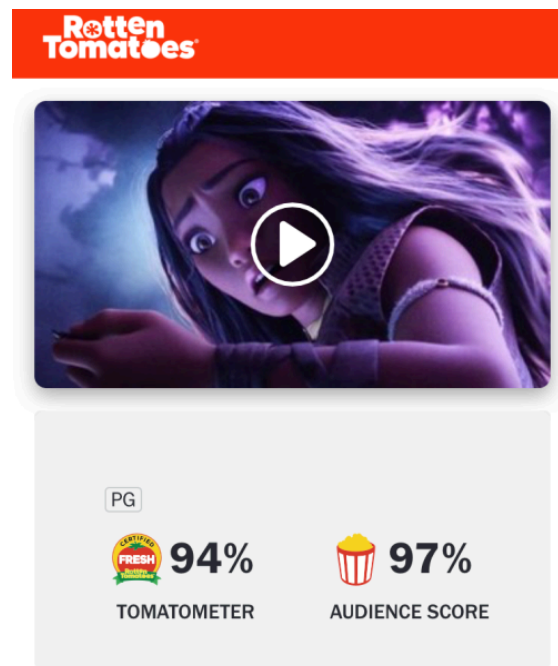 Rotten
Tomatoes
PG
CERTIFIED
FRESH
Rotten
Tomatoes
94%
97%
TOMATOMETER
AUDIENCE SCORE